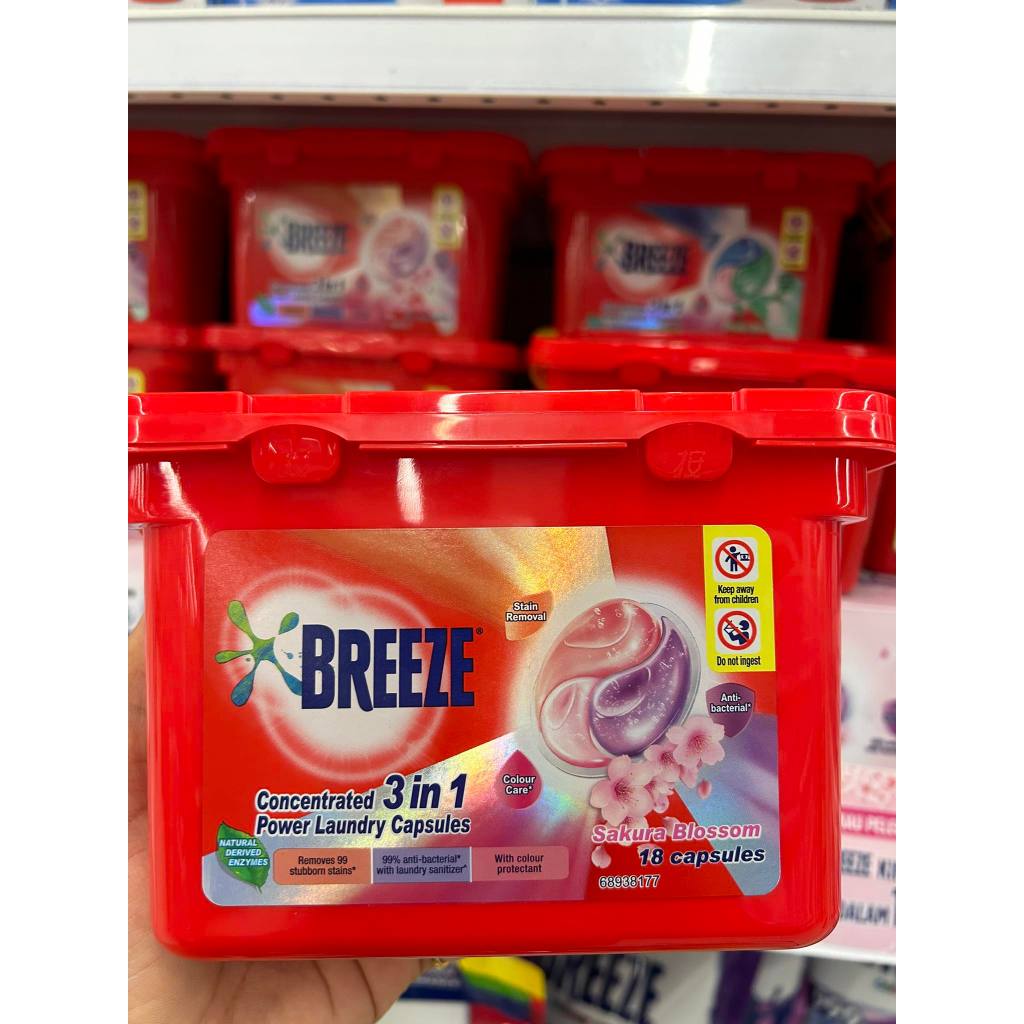 BREEZE
BREEZE
Keep away
from children
Do not ingest
Stain
Removal
BREEZE®
Anti-
bacterial*
Colour
Care*
Concentrated 3 in 1
Power Laundry Capsules
Sakura Blossom
18 capsules
NATURAL
DERIVED
ENZYMES
Removes 99
stubborn stains*
99% anti-bacterial*
with laundry sanitizer*
With colour
protectant
68938177
DALAM
BREEZE